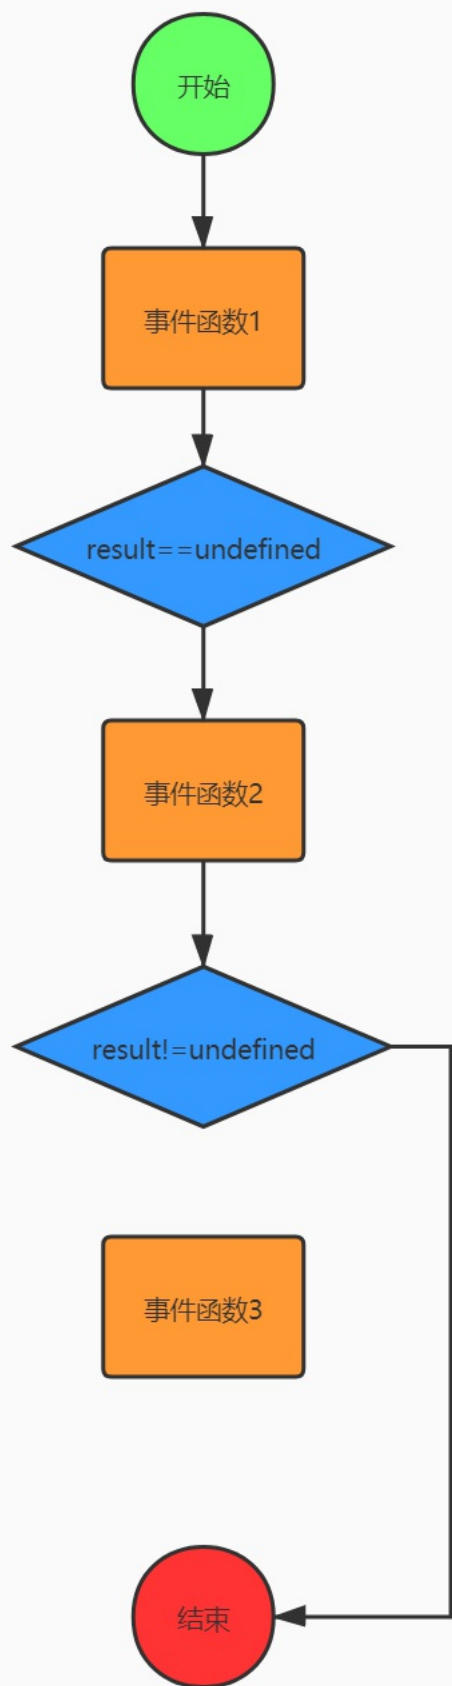 开始
事件函数1
result==undefined
事件函数2
result!=undefined
事件函数3
结束